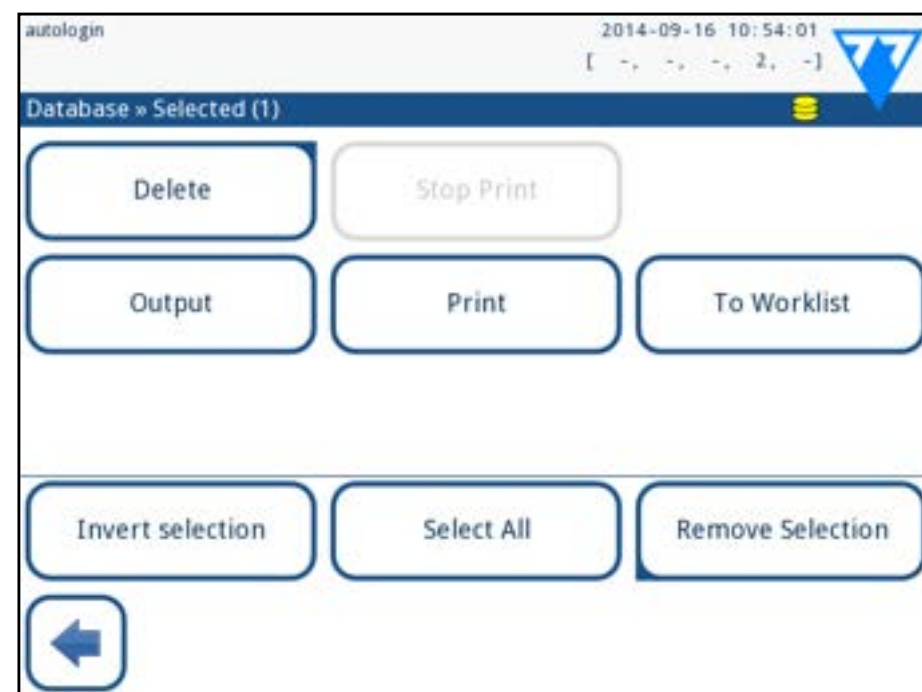 autologin 2014-09-16 10:54:01
[ -, -, -, 2, -]
Database » Selected (1)
Delete Stop Print
Output Print To Worklist
Invert selection Select All Remove Selection